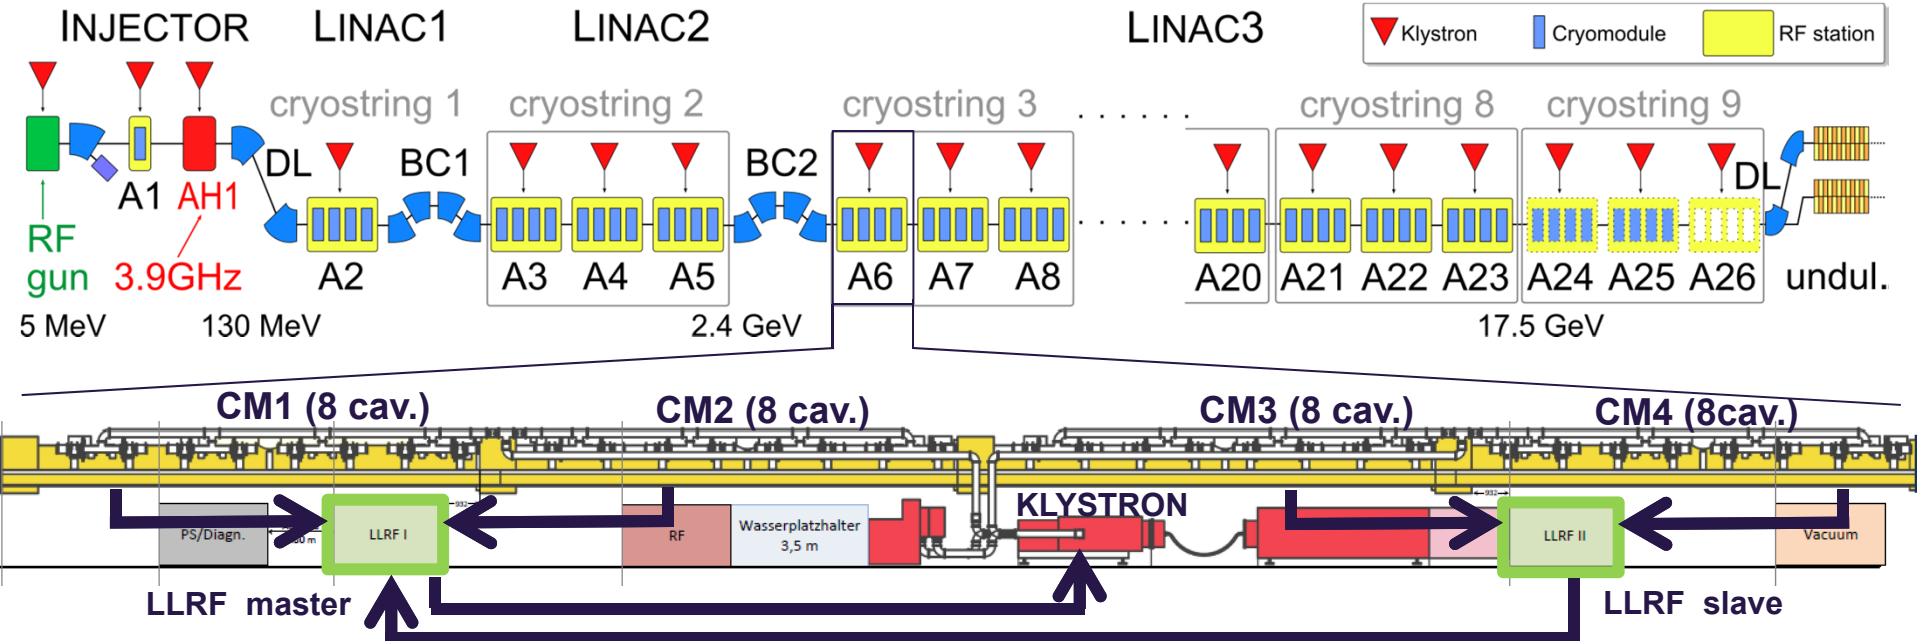 INJECTOR
LINAC1
LINAC2
LINAC3
Klystron
Cryomodule
RF station
cryostring 1
cryostring 2
cryostring 3
. . . . . .
cryostring 8
cryostring 9
DL
BC1
BC2
DL
A1
AH1
. . . . . .
RF
gun
3.9GHz
A2
A3
A4
A5
A6
A7
A8
A20
A21
A22
A23
A24
A25
A26
undul.
5 MeV
130 MeV
2.4 GeV
17.5 GeV
CM1 (8 cav.)
CM2 (8 cav.)
CM3 (8 cav.)
CM4 (8cav.)
932
932
KLYSTRON
PS/Diagn.
LLRF I
RF
Wasserplatzhalter
3,5 m
LLRF II
Vacuum
LLRF master
LLRF slave